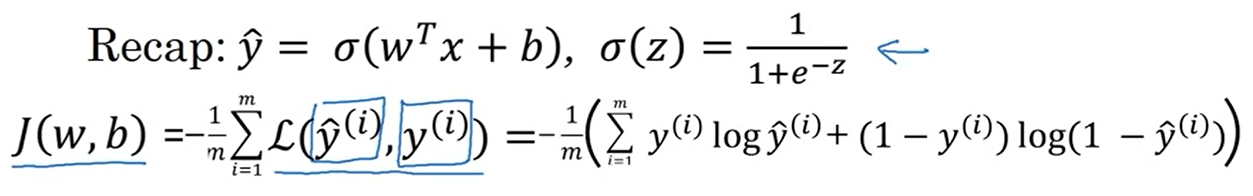 Recap: ŷ = σ(wᵀx + b), σ(z) = 1/(1+e⁻ᶻ) ←
J(w, b) = -1/m ∑ᵢ₌₁ᵐ ℒ(ŷ⁽ⁱ⁾, y⁽ⁱ⁾) = -1/m (∑ᵢ₌₁ᵐ y⁽ⁱ⁾ log ŷ⁽ⁱ⁾ + (1 − y⁽ⁱ⁾) log(1 − ŷ⁽ⁱ⁾))